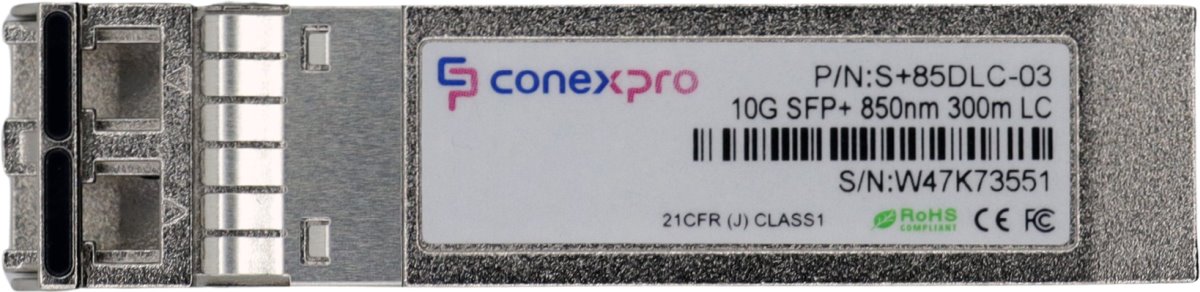 conexpro
P/N:S+85DLC-03
10G SFP+ 850nm 300m LC
S/N:W47K73551
21CFR (J) CLASS1
RoHS
COMPLIANT
CE FC